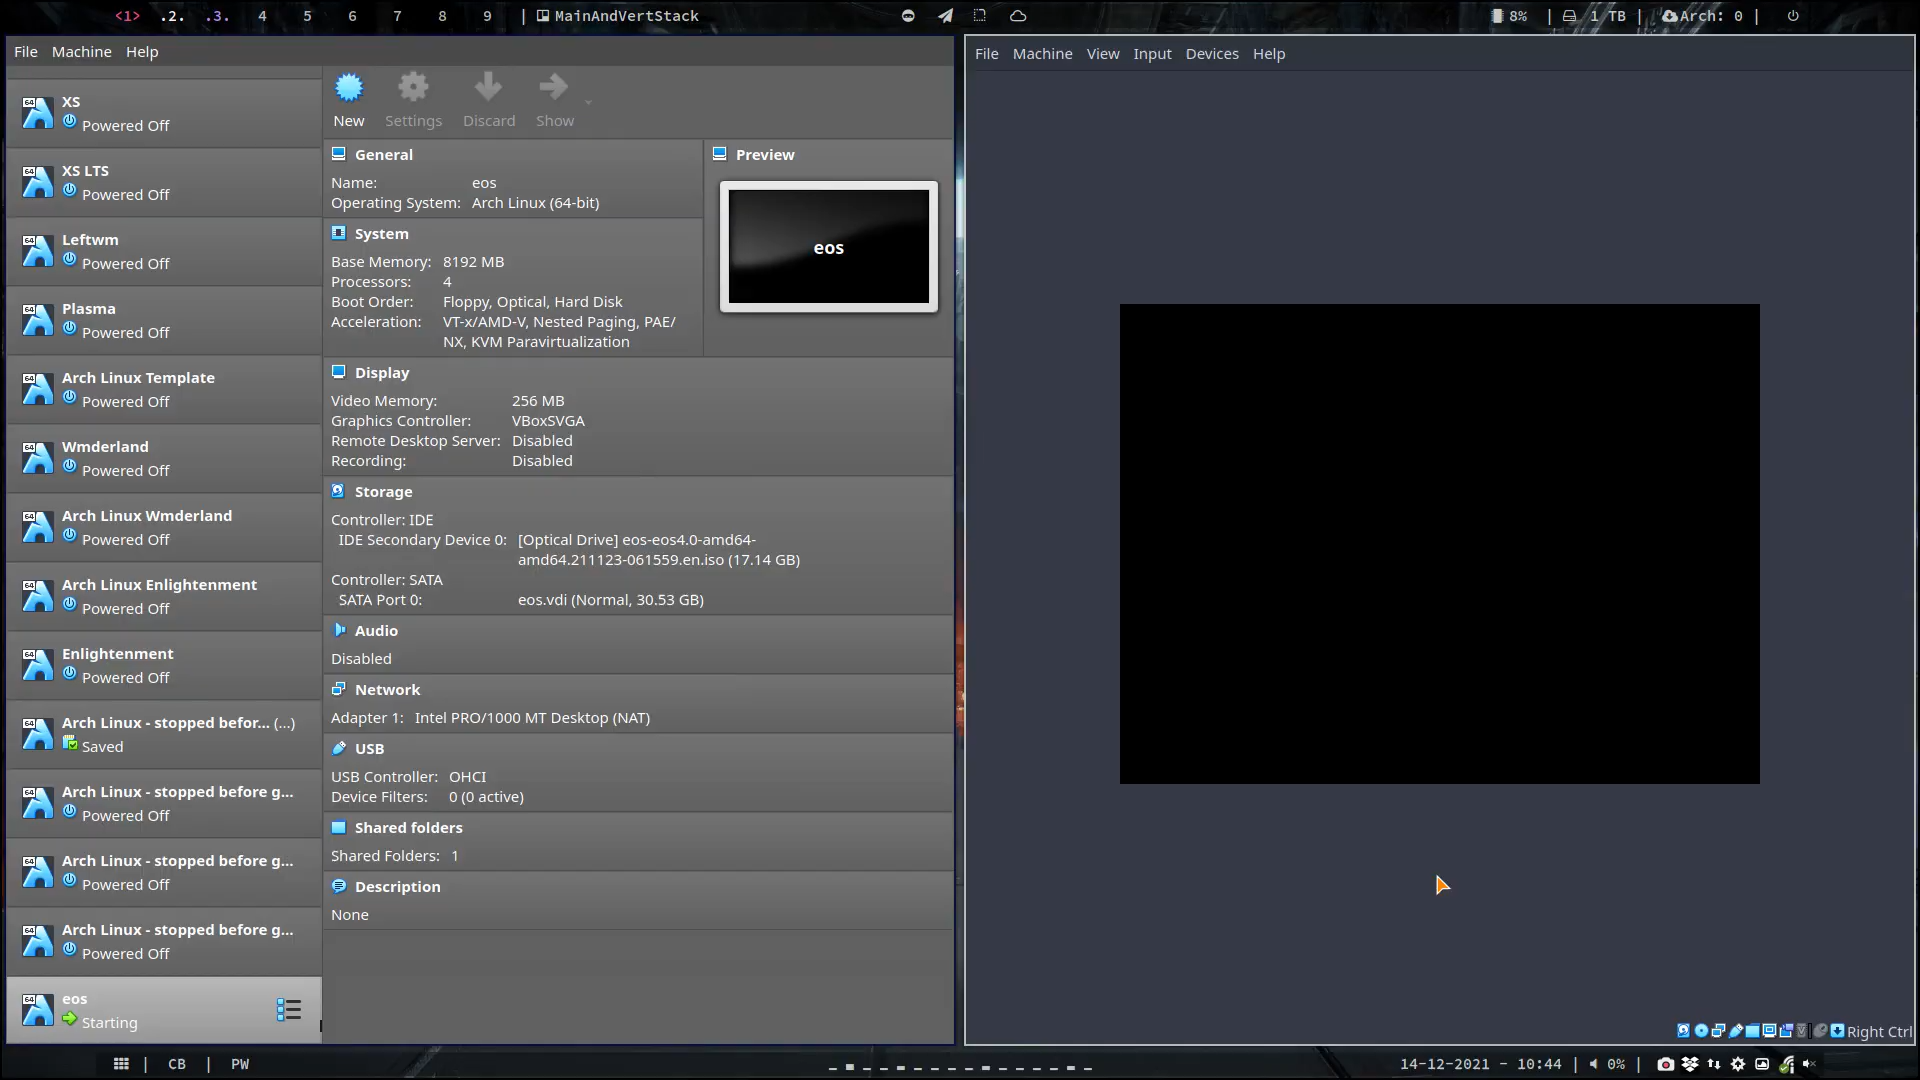 <1> .2. .3. 4 5 6 7 8 9 | MainAndVertStack
8% | 1 TB | Arch: 0 |
File Machine Help
XS
Powered Off
XS LTS
Powered Off
Leftwm
Powered Off
Plasma
Powered Off
Arch Linux Template
Powered Off
Wmderland
Powered Off
Arch Linux Wmderland
Powered Off
Arch Linux Enlightenment
Powered Off
Enlightenment
Powered Off
Arch Linux - stopped befor... (...)
Saved
Arch Linux - stopped before g...
Powered Off
Arch Linux - stopped before g...
Powered Off
Arch Linux - stopped before g...
Powered Off
eos
Starting
New Settings Discard Show
General
Name: eos
Operating System: Arch Linux (64-bit)
System
Base Memory: 8192 MB
Processors: 4
Boot Order: Floppy, Optical, Hard Disk
Acceleration: VT-x/AMD-V, Nested Paging, PAE/
NX, KVM Paravirtualization
Preview
eos
Display
Video Memory: 256 MB
Graphics Controller: VBoxSVGA
Remote Desktop Server: Disabled
Recording: Disabled
Storage
Controller: IDE
IDE Secondary Device 0: [Optical Drive] eos-eos4.0-amd64-
amd64.211123-061559.en.iso (17.14 GB)
Controller: SATA
SATA Port 0: eos.vdi (Normal, 30.53 GB)
Audio
Disabled
Network
Adapter 1: Intel PRO/1000 MT Desktop (NAT)
USB
USB Controller: OHCI
Device Filters: 0 (0 active)
Shared folders
Shared Folders: 1
Description
None
File Machine View Input Devices Help
Right Ctrl
| CB | PW
14-12-2021 - 10:44 | 0% |